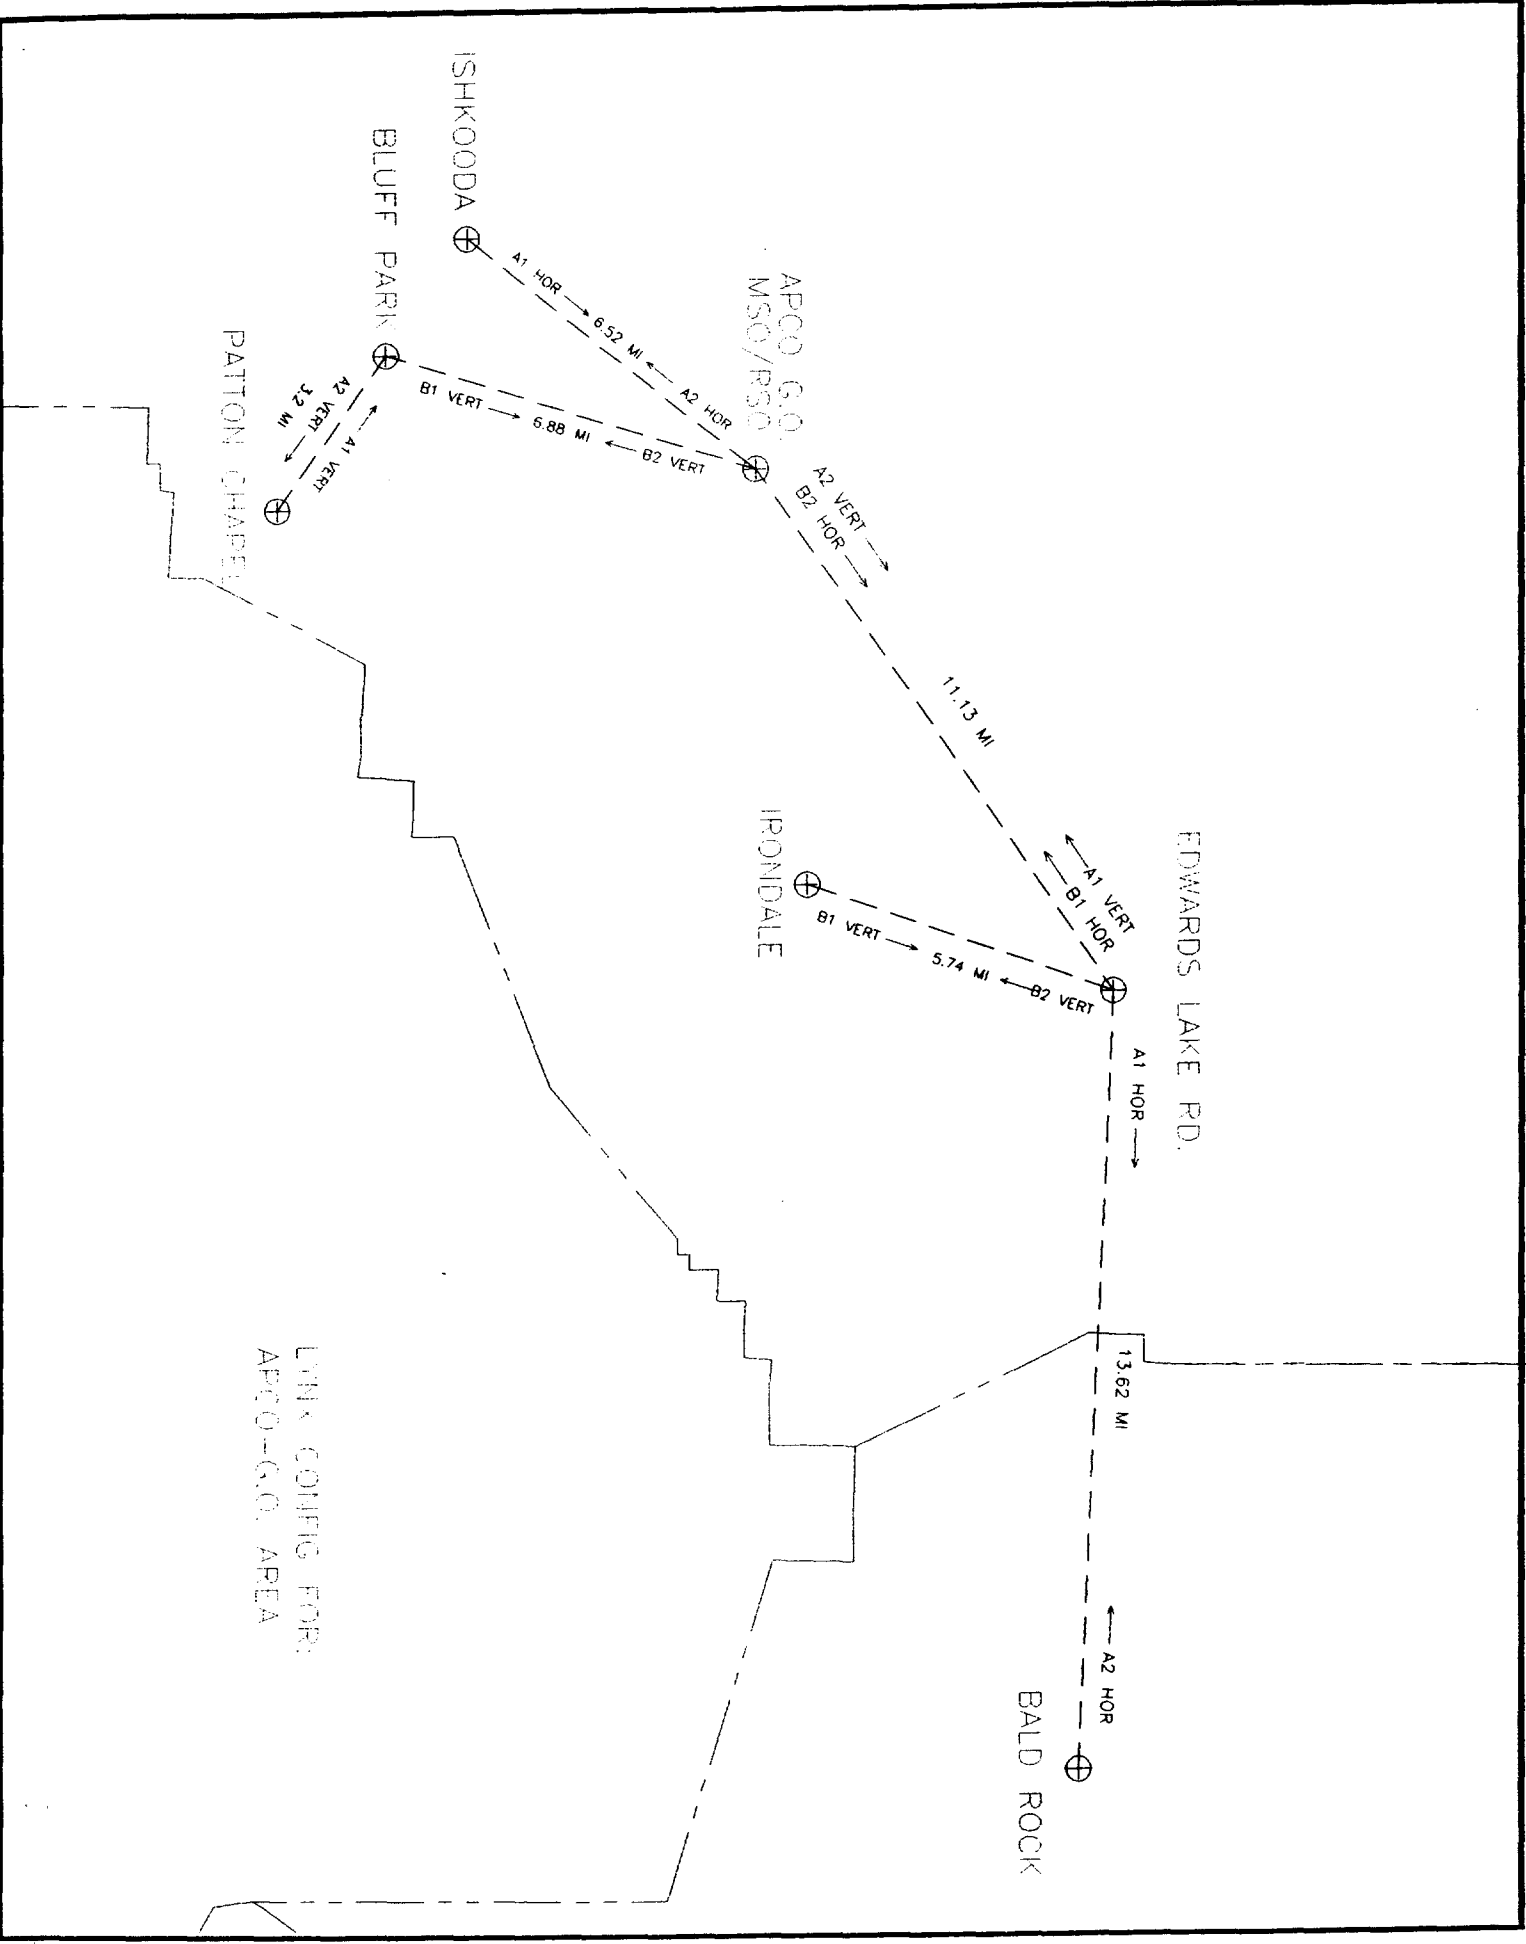 ISHKOODA
BLUFF PARK
PATTON CHAPEL
APCO G.O.
MSO/RSO
EDWARDS LAKE RD.
IRONDALE
BALD ROCK
A1 HOR
6.52 MI
A2 HOR
B1 VERT
6.88 MI
B2 VERT
A2 VERT
3.2 MI
A1 VERT
A2 VERT
B2 HOR
11.13 MI
A1 VERT
B1 HOR
B1 VERT
5.74 MI
B2 VERT
A1 HOR
13.62 MI
A2 HOR
LYNX CONFIG FOR:
APCO-G.O. AREA